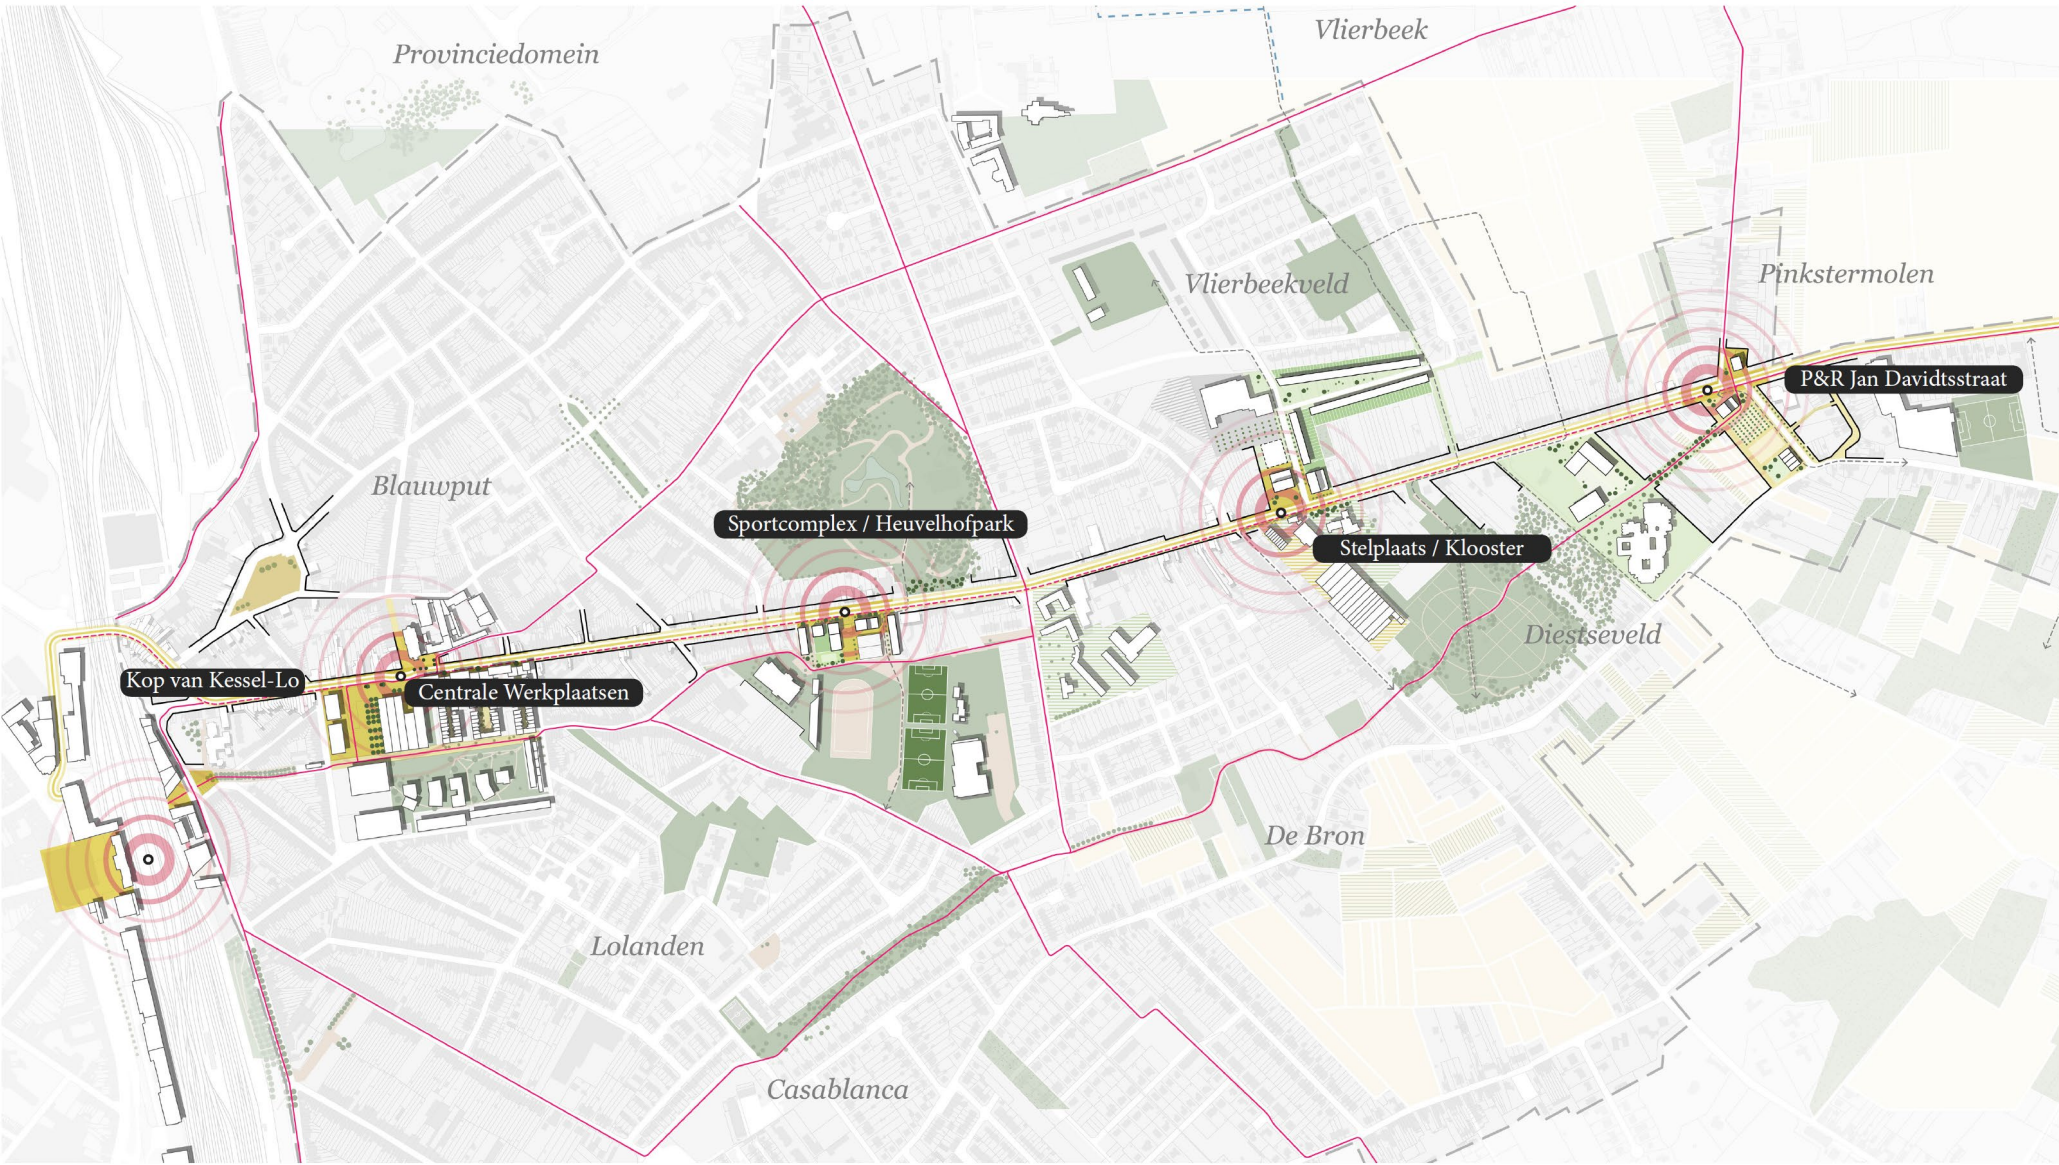 Vlierbeek
Provinciedomein
Pinkstermolen
Vlierbeekveld
P&R Jan Davidtsstraat
Blauwput
Sportcomplex / Heuvelhofpark
Stelplaats / Klooster
Diestseveld
Kop van Kessel-Lo
Centrale Werkplaatsen
De Bron
Lolanden
Casablanca